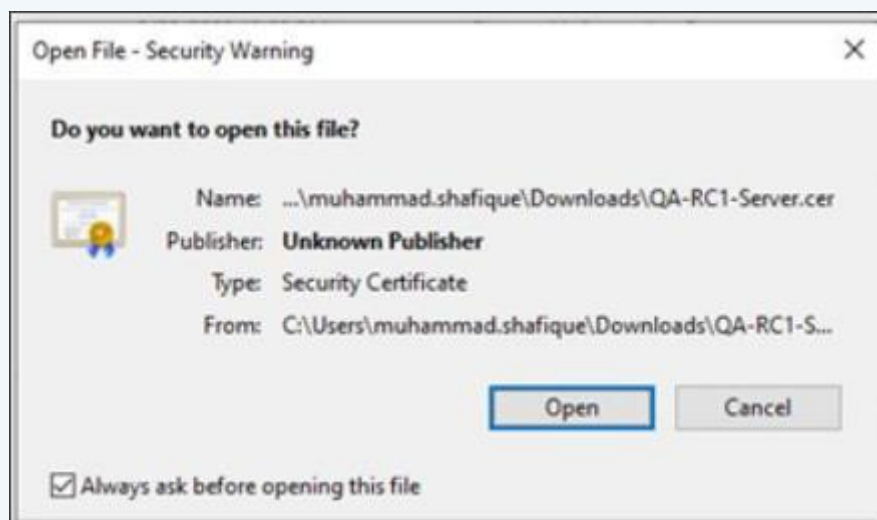 Open File - Security Warning
Do you want to open this file?
Name: ...\muhammad.shafique\Downloads\QA-RC1-Server.cer
Publisher: Unknown Publisher
Type: Security Certificate
From: C:\Users\muhammad.shafique\Downloads\QA-RC1-S...
Open Cancel
Always ask before opening this file